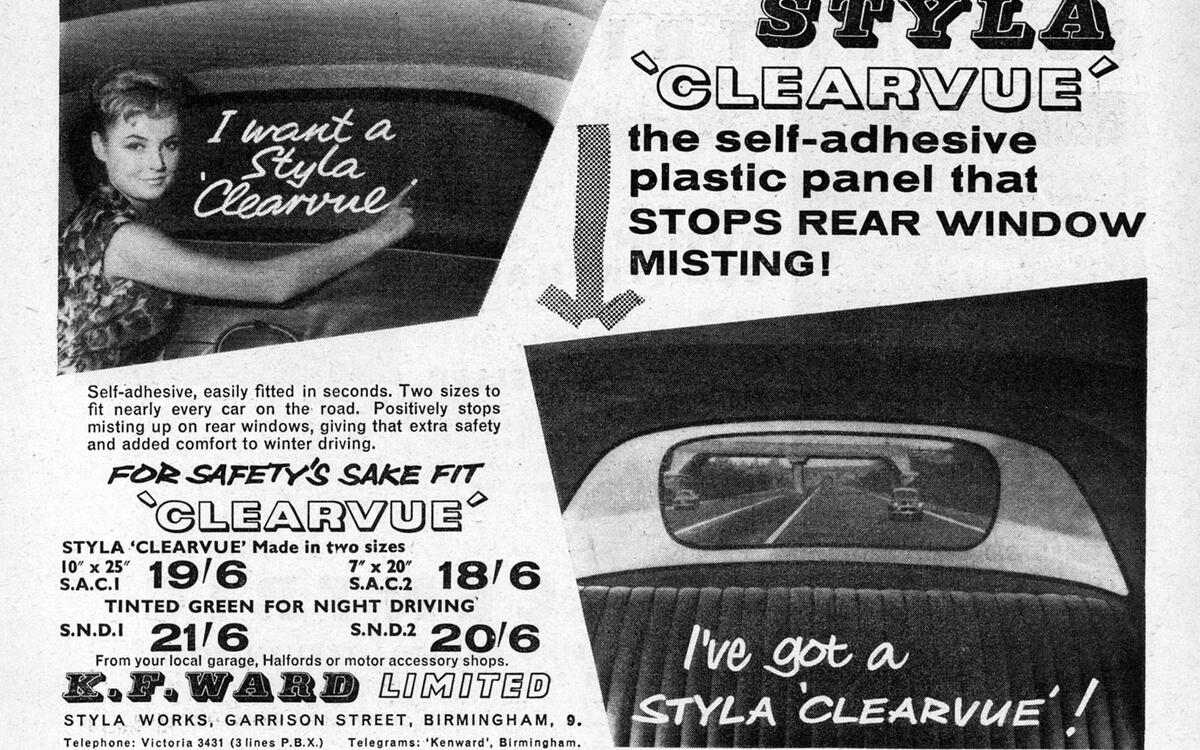 I want a
Styla
'Clearvue'
STYLA
'CLEARVUE'
the self-adhesive
plastic panel that
STOPS REAR WINDOW
MISTING!
Self-adhesive, easily fitted in seconds. Two sizes to
fit nearly every car on the road. Positively stops
misting up on rear windows, giving that extra safety
and added comfort to winter driving.
FOR SAFETY'S SAKE FIT
'CLEARVUE'
STYLA 'CLEARVUE' Made in two sizes
10" x 25" S.A.C.1 19/6 7" x 20" S.A.C.2 18/6
TINTED GREEN FOR NIGHT DRIVING
S.N.D.1 21/6 S.N.D.2 20/6
From your local garage, Halfords or motor accessory shops.
K.F. WARD LIMITED
STYLA WORKS, GARRISON STREET, BIRMINGHAM, 9.
Telephone: Victoria 3431 (3 lines P.B.X.) Telegrams: 'Kenward', Birmingham.
I've got a
STYLA 'CLEARVUE'!